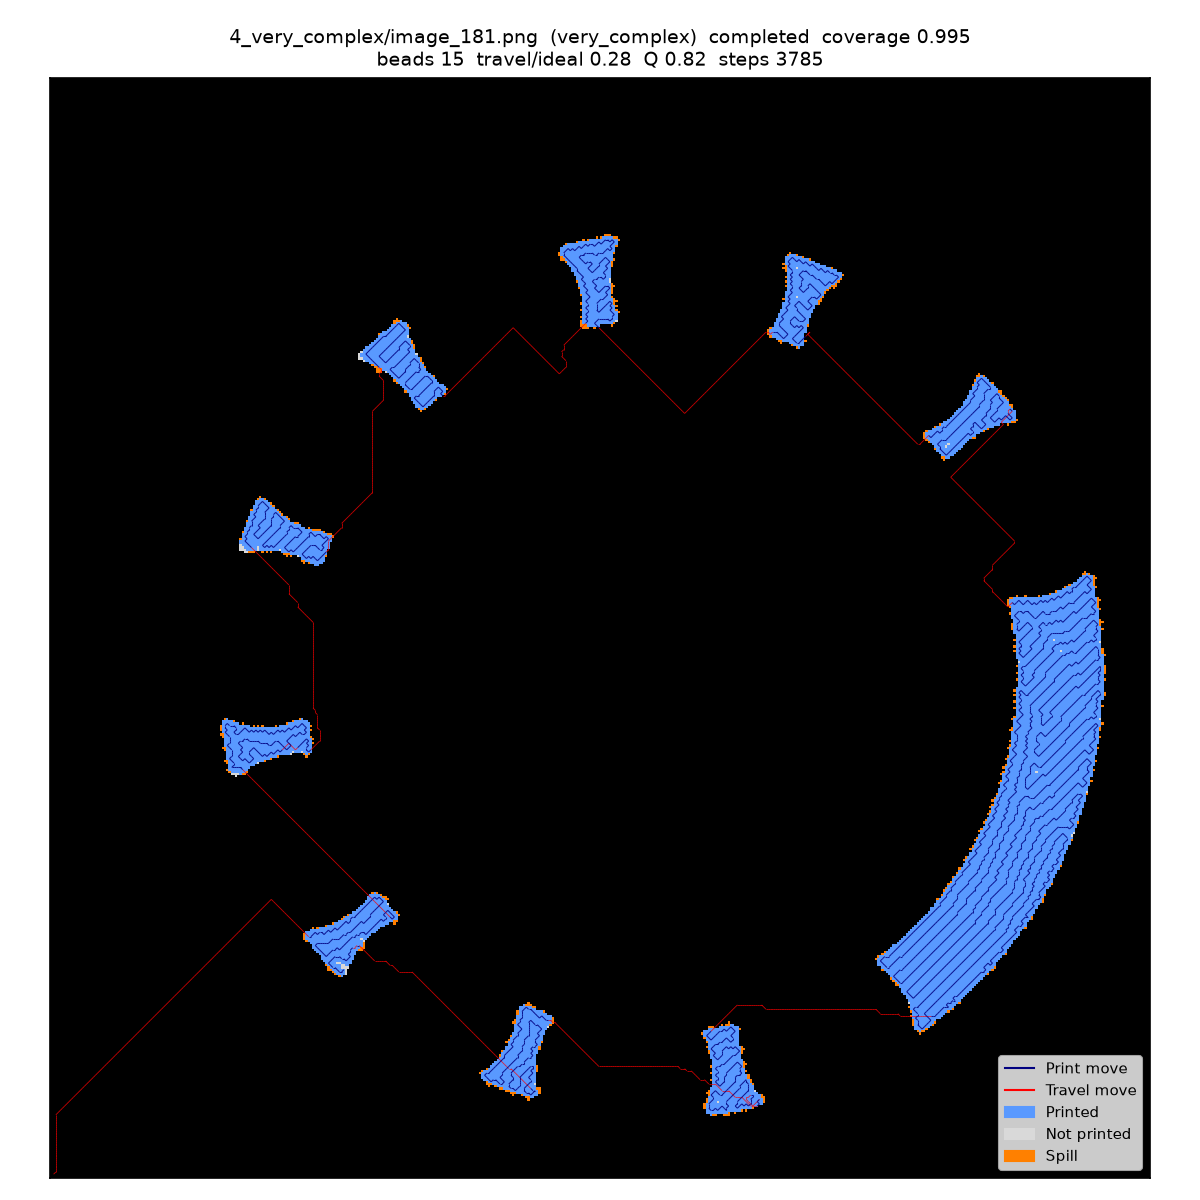 4_very_complex/image_181.png  (very_complex)  completed  coverage 0.995
beads 15  travel/ideal 0.28  Q 0.82  steps 3785
Print move
Travel move
Printed
Not printed
Spill